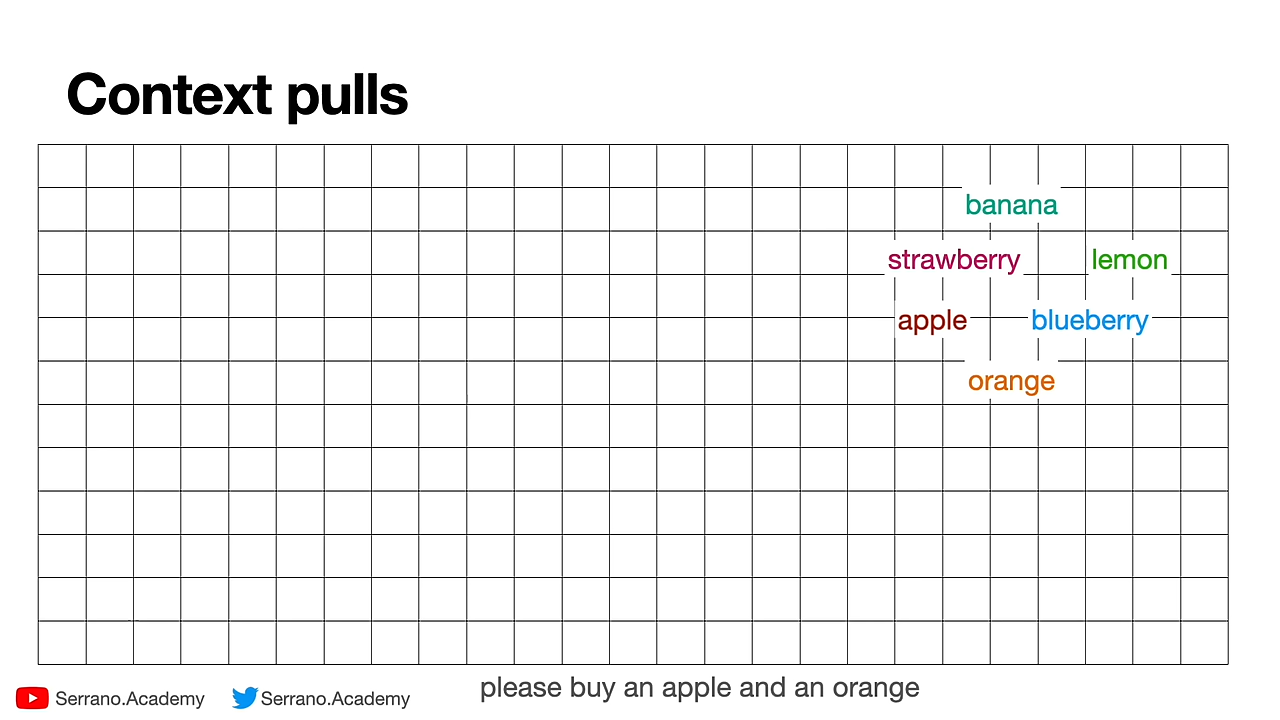 Context pulls
banana
strawberry
lemon
apple
blueberry
orange
please buy an apple and an orange
Serrano.Academy
Serrano.Academy